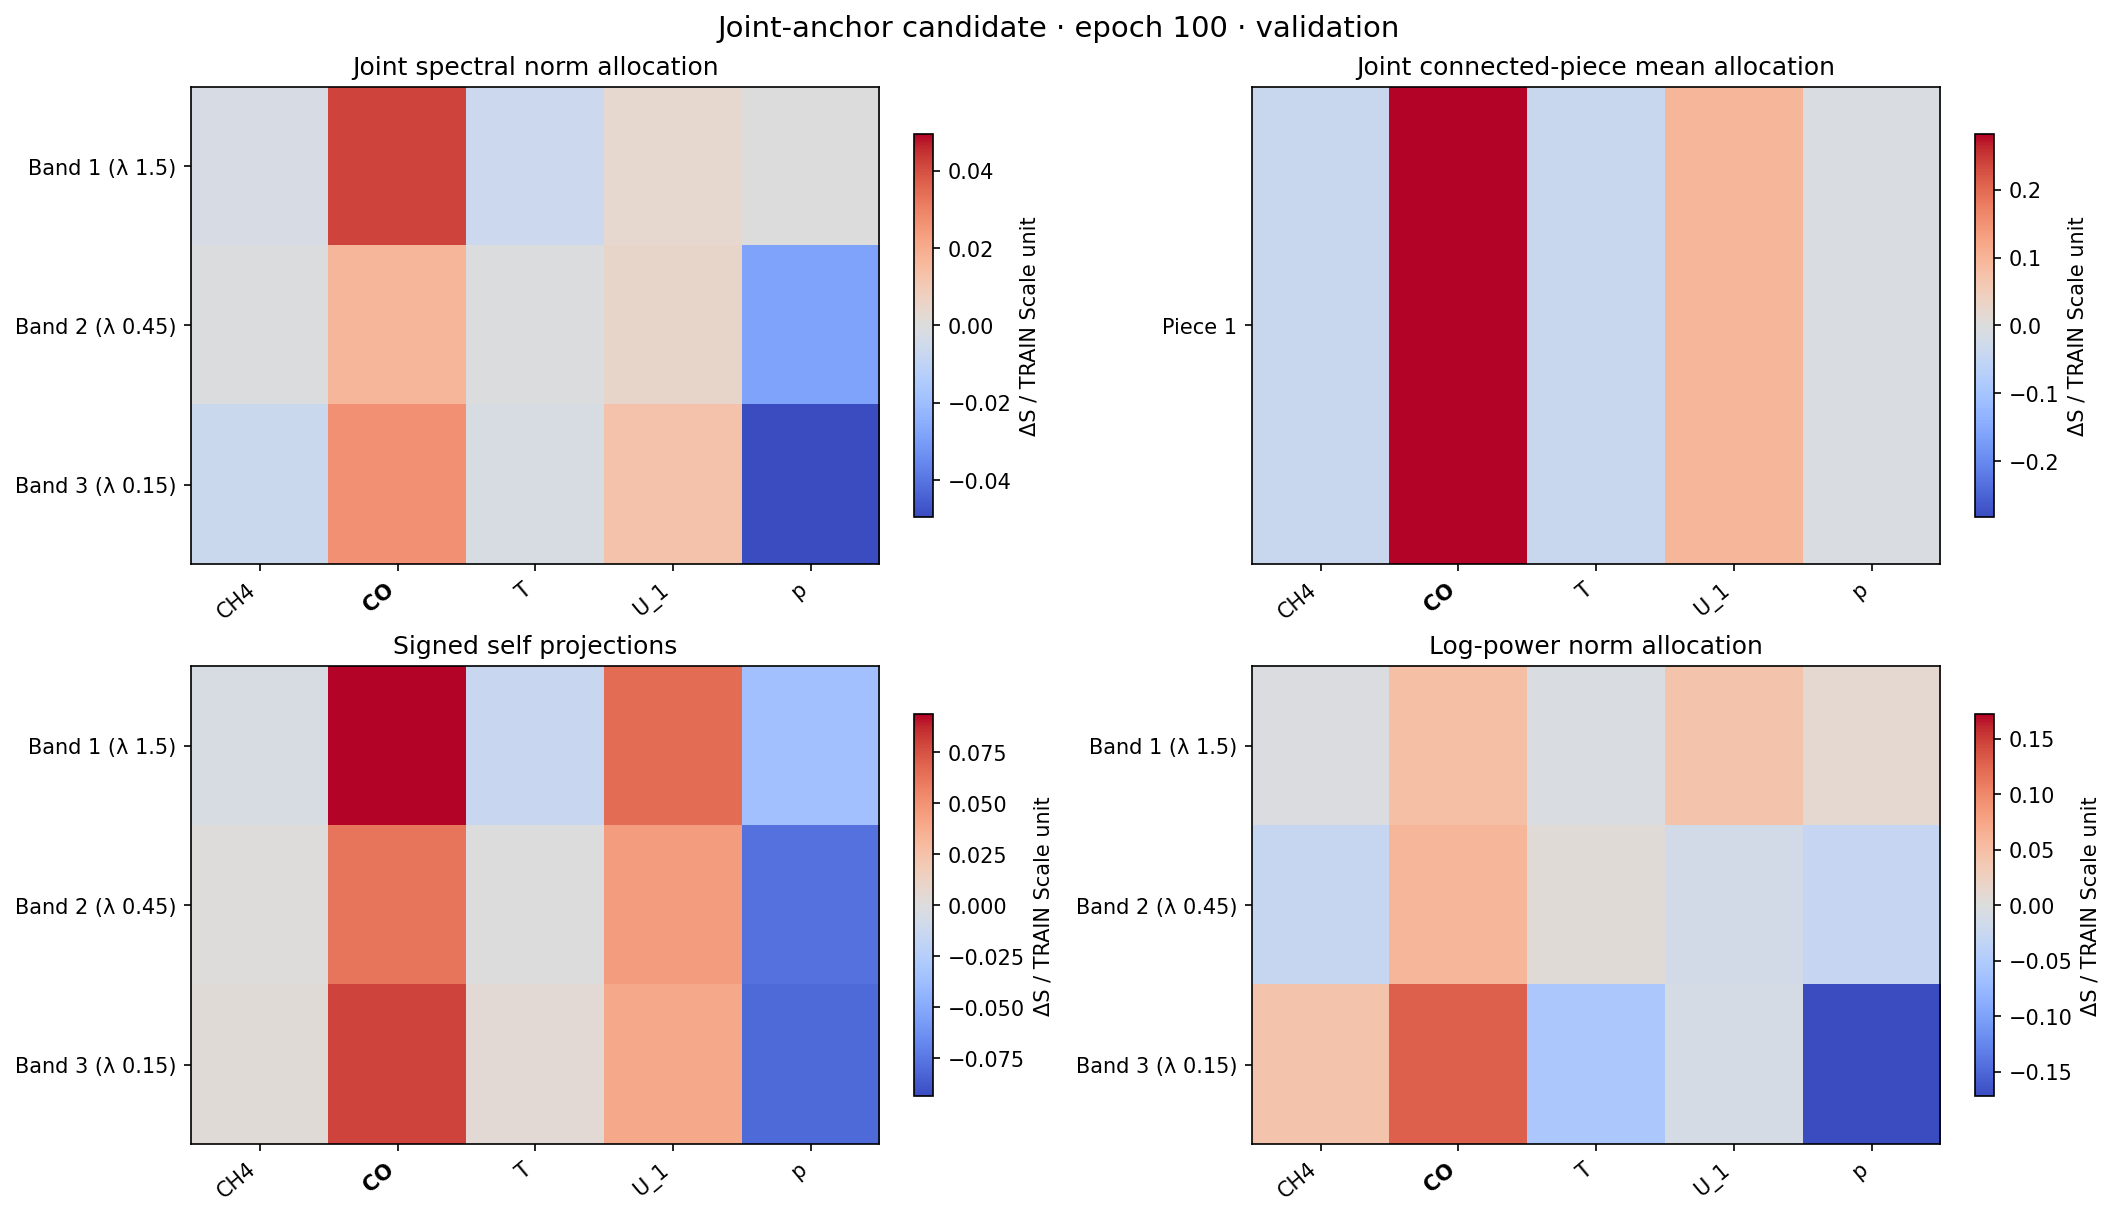 Joint-anchor candidate · epoch 100 · validation
Joint spectral norm allocation
Band 1 (λ 1.5)
Band 2 (λ 0.45)
Band 3 (λ 0.15)
CH4
CO
T
U_1
p
0.04
0.02
0.00
−0.02
−0.04
ΔS / TRAIN Scale unit
Joint connected-piece mean allocation
Piece 1
CH4
CO
T
U_1
p
0.2
0.1
0.0
−0.1
−0.2
ΔS / TRAIN Scale unit
Signed self projections
Band 1 (λ 1.5)
Band 2 (λ 0.45)
Band 3 (λ 0.15)
CH4
CO
T
U_1
p
0.075
0.050
0.025
0.000
−0.025
−0.050
−0.075
ΔS / TRAIN Scale unit
Log-power norm allocation
Band 1 (λ 1.5)
Band 2 (λ 0.45)
Band 3 (λ 0.15)
CH4
CO
T
U_1
p
0.15
0.10
0.05
0.00
−0.05
−0.10
−0.15
ΔS / TRAIN Scale unit